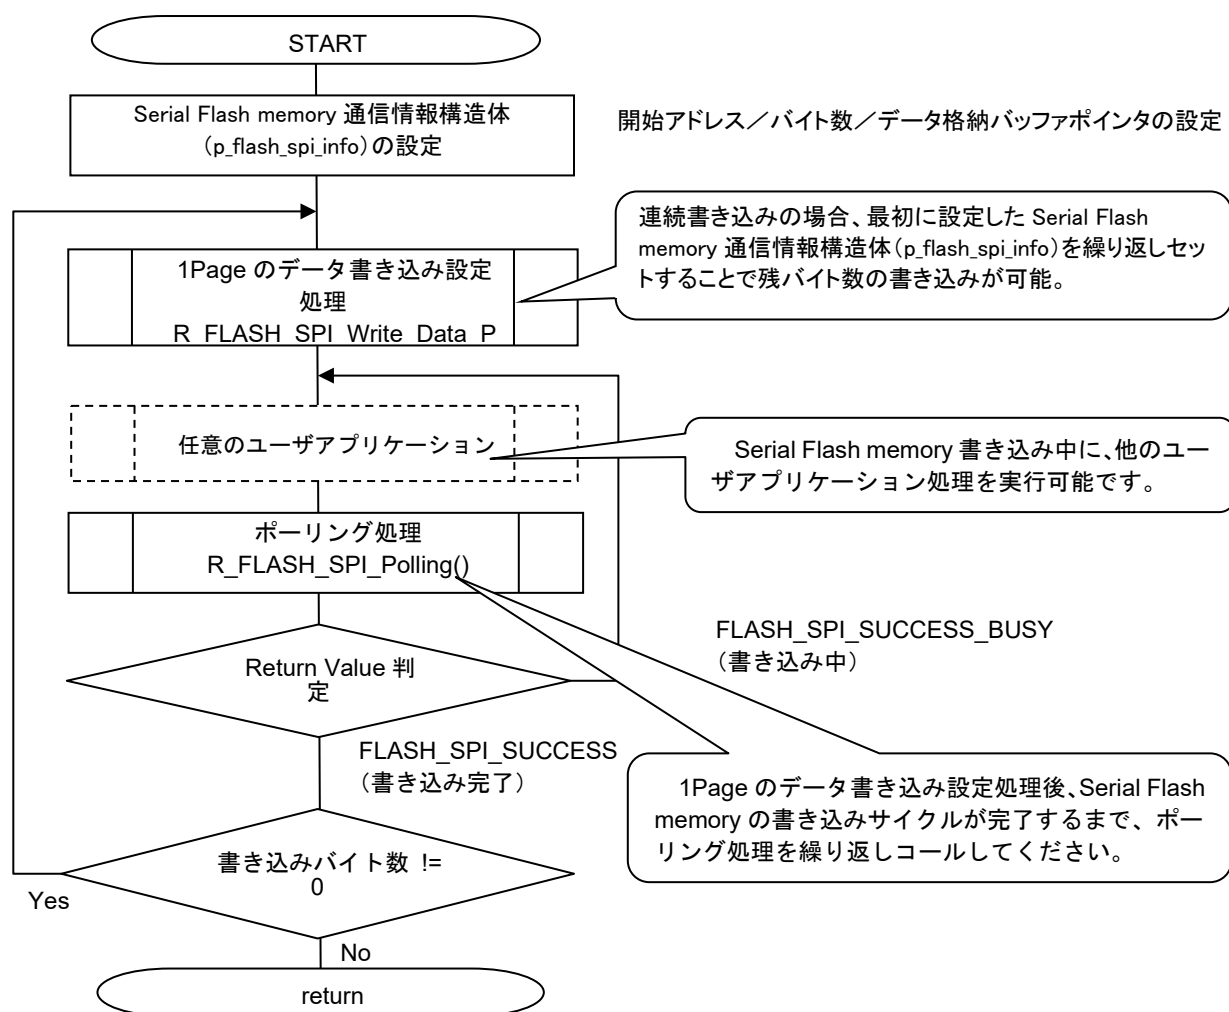 START
Serial Flash memory 通信情報構造体
（p_flash_spi_info）の設定
開始アドレス／バイト数／データ格納バッファポインタの設定
連続書き込みの場合、最初に設定した Serial Flash
memory 通信情報構造体（p_flash_spi_info）を繰り返しセッ
トすることで残バイト数の書き込みが可能。
1Page のデータ書き込み設定
処理
R_FLASH_SPI_Write_Data_P
任意のユーザアプリケーション
Serial Flash memory 書き込み中に、他のユー
ザアプリケーション処理を実行可能です。
ポーリング処理
R_FLASH_SPI_Polling()
FLASH_SPI_SUCCESS_BUSY
（書き込み中）
Return Value 判
定
FLASH_SPI_SUCCESS
（書き込み完了）
1Page のデータ書き込み設定処理後、Serial Flash
memory の書き込みサイクルが完了するまで、ポー
リング処理を繰り返しコールしてください。
書き込みバイト数 !=
0
Yes
No
return